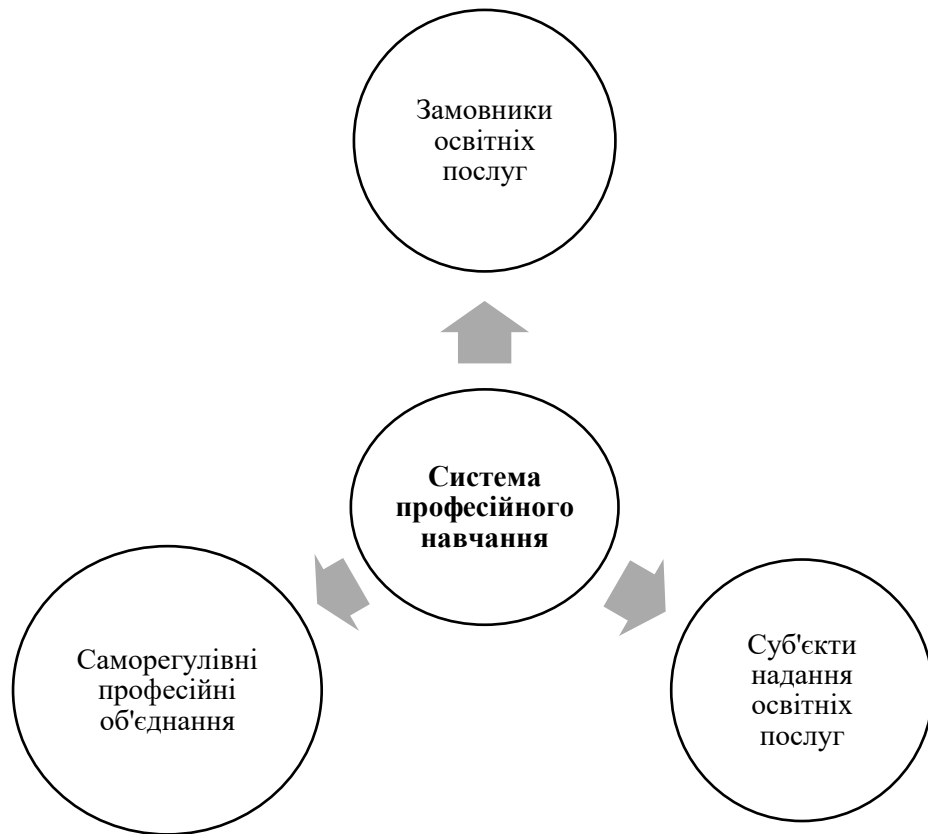 Замовники
освітніх
послуг
Система
професійного
навчання
Саморегулівні
професійні
об'єднання
Суб'єкти
надання
освітніх
послуг